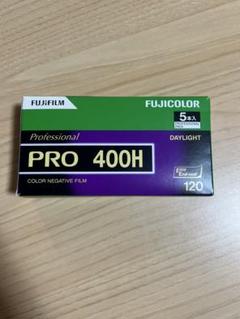 FUJIFILM
FUJICOLOR
5本入
Professional
DAYLIGHT
PRO 400H
COLOR NEGATIVE FILM
120